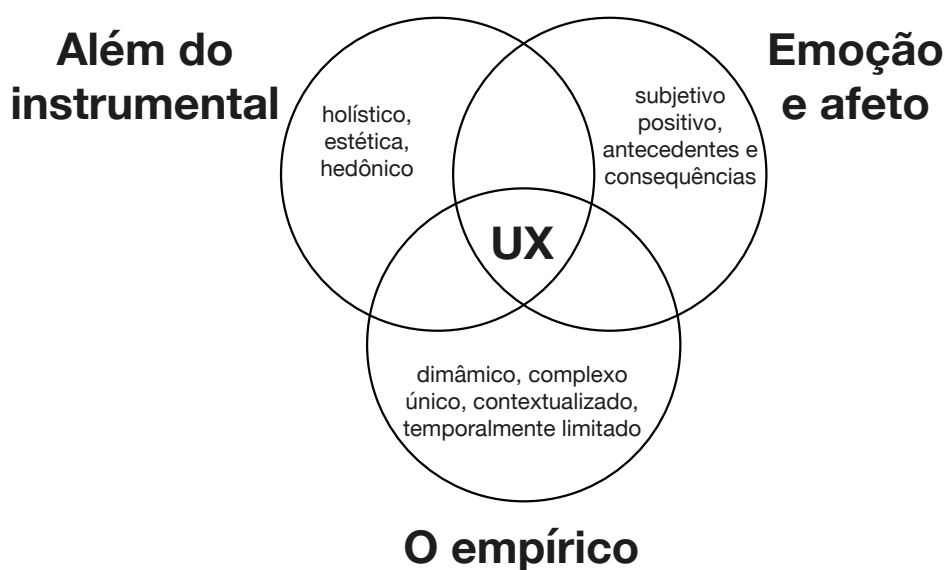 Além do
instrumental
holístico,
estética,
hedônico
Emoção
e afeto
subjetivo
positivo,
antecedentes e
consequências
UX
dimâmico, complexo
único, contextualizado,
temporalmente limitado
O empírico